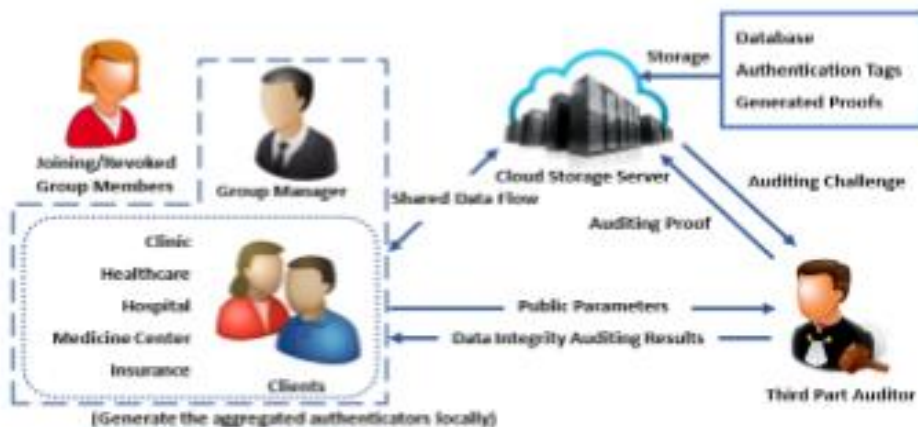 Database
Storage
Authentication Tags
Generated Proofs
Joining/Revoked
Group Members
Group Manager
Cloud Storage Server
Shared Data Flow
Auditing Challenge
Auditing Proof
Clinic
Healthcare
Hospital
Medicine Center
Insurance
Clients
Public Parameters
Data Integrity Auditing Results
Third Part Auditor
(Generate the aggregated authenticators locally)